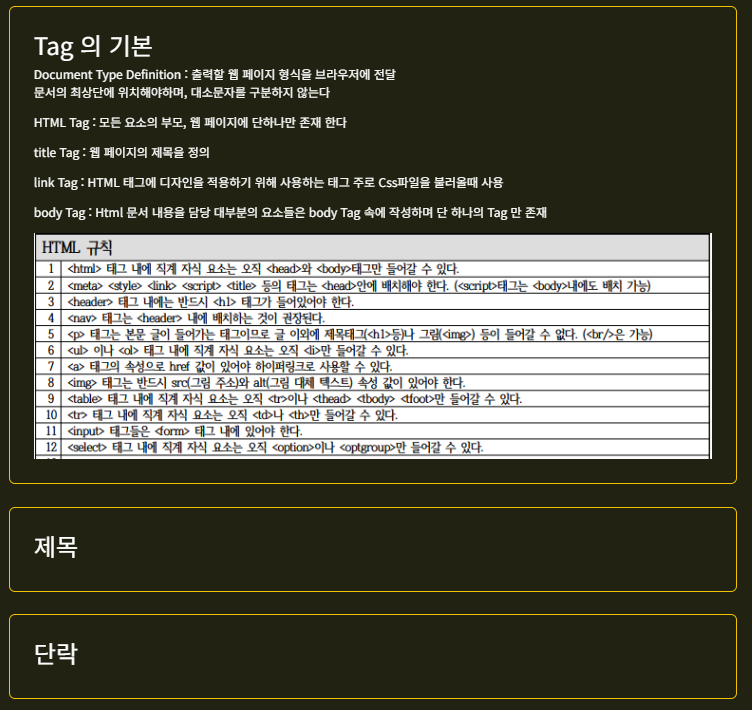 Tag 의 기본
Document Type Definition : 출력할 웹 페이지 형식을 브라우저에 전달
문서의 최상단에 위치해야하며, 대소문자를 구분하지 않는다
HTML Tag : 모든 요소의 부모, 웹 페이지에 단하나만 존재 한다
title Tag : 웹 페이지의 제목을 정의
link Tag : HTML 태그에 디자인을 적용하기 위해 사용하는 태그 주로 Css파일을 불러올때 사용
body Tag : Html 문서 내용을 담당 대부분의 요소들은 body Tag 속에 작성하며 단 하나의 Tag 만 존재
HTML 규칙
1 <html> 태그 내에 직계 자식 요소는 오직 <head>와 <body>태그만 들어갈 수 있다.
2 <meta> <style> <link> <script> <title> 등의 태그는 <head>안에 배치해야 한다. (<script>태그는 <body>내에도 배치 가능)
3 <header> 태그 내에는 반드시 <h1> 태그가 들어있어야 한다.
4 <nav> 태그는 <header> 내에 배치하는 것이 권장된다.
5 <p> 태그는 본문 글이 들어가는 태그이므로 글 이외에 제목태그(<h1>등)나 그림(<img>) 등이 들어갈 수 없다. (<br/>은 가능)
6 <ul> 이나 <ol> 태그 내에 직계 자식 요소는 오직 <li>만 들어갈 수 있다.
7 <a> 태그의 속성으로 href 값이 있어야 하이퍼링크로 사용할 수 있다.
8 <img> 태그는 반드시 src(그림 주소)와 alt(그림 대체 텍스트) 속성 값이 있어야 한다.
9 <table> 태그 내에 직계 자식 요소는 오직 <tr>이나 <thead> <tbody> <tfoot>만 들어갈 수 있다.
10 <tr> 태그 내에 직계 자식 요소는 오직 <td>나 <th>만 들어갈 수 있다.
11 <input> 태그들은 <form> 태그 내에 있어야 한다.
12 <select> 태그 내에 직계 자식 요소는 오직 <option>이나 <optgroup>만 들어갈 수 있다.
제목
단락